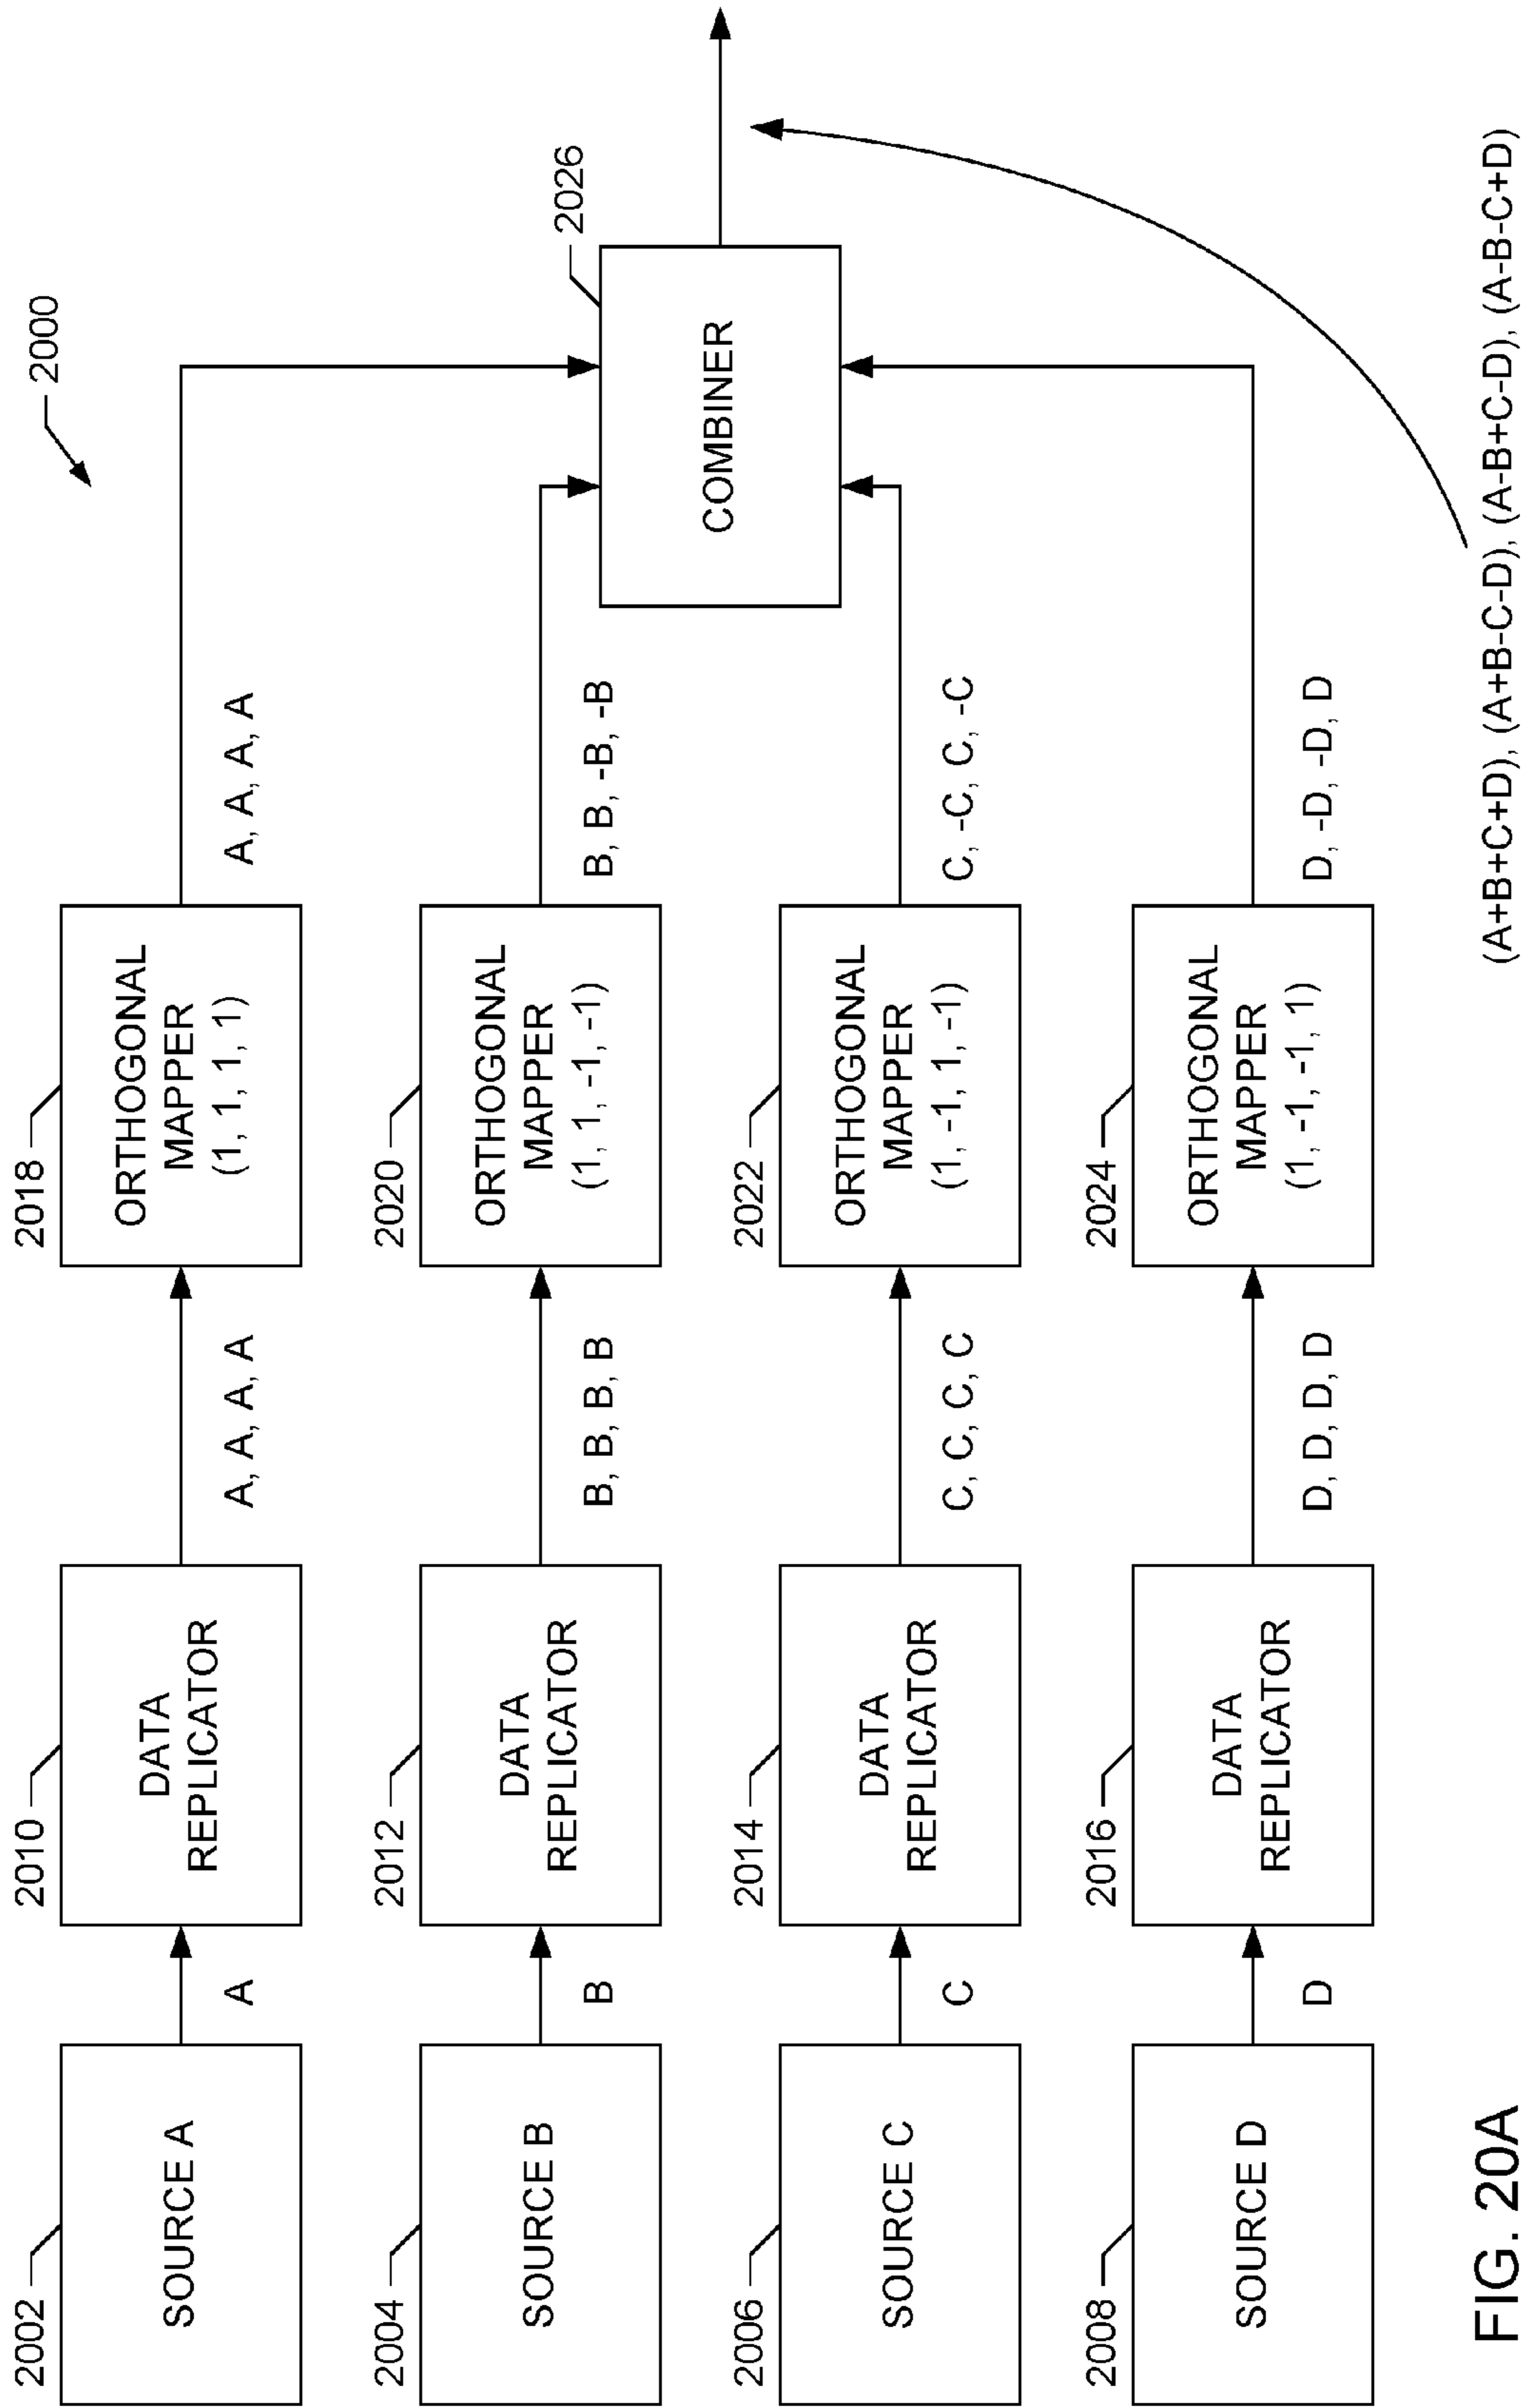 2000
2002
SOURCE A
A
2010
DATA
REPLICATOR
A, A, A, A
2018
ORTHOGONAL
MAPPER
(1, 1, 1, 1)
A, A, A, A
2004
SOURCE B
B
2012
DATA
REPLICATOR
B, B, B, B
2020
ORTHOGONAL
MAPPER
(1, 1, -1, -1)
B, B, -B, -B
2026
COMBINER
2006
SOURCE C
C
2014
DATA
REPLICATOR
C, C, C, C
2022
ORTHOGONAL
MAPPER
(1, -1, 1, -1)
C, -C, C, -C
2008
SOURCE D
D
2016
DATA
REPLICATOR
D, D, D, D
2024
ORTHOGONAL
MAPPER
(1, -1, -1, 1)
D, -D, -D, D
(A+B+C+D), (A+B-C-D), (A-B+C-D), (A-B-C+D)
FIG. 20A